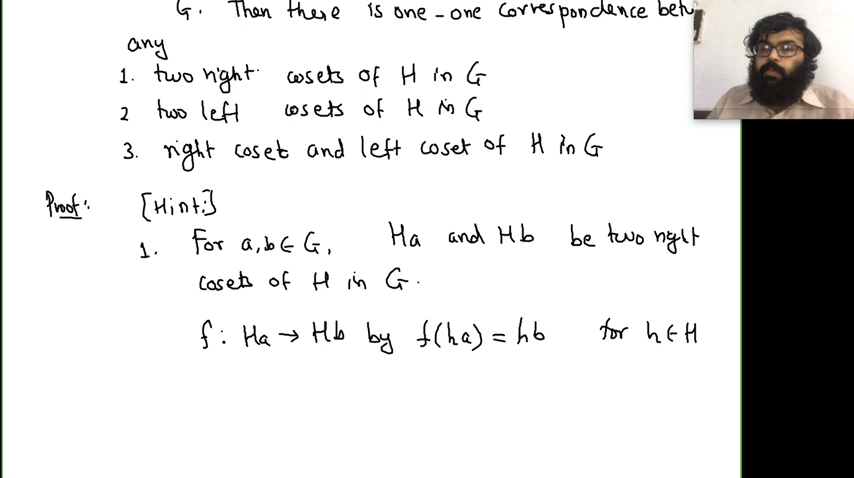 G. Then there is one-one correspondence betw
any
1. two right cosets of H in G
2 two left cosets of H in G
3. right coset and left coset of H in G
Proof: [Hint:]
1. For a, b ∈ G, Ha and Hb be two right
cosets of H in G.
f: Ha → Hb by f(ha) = hb for h ∈ H